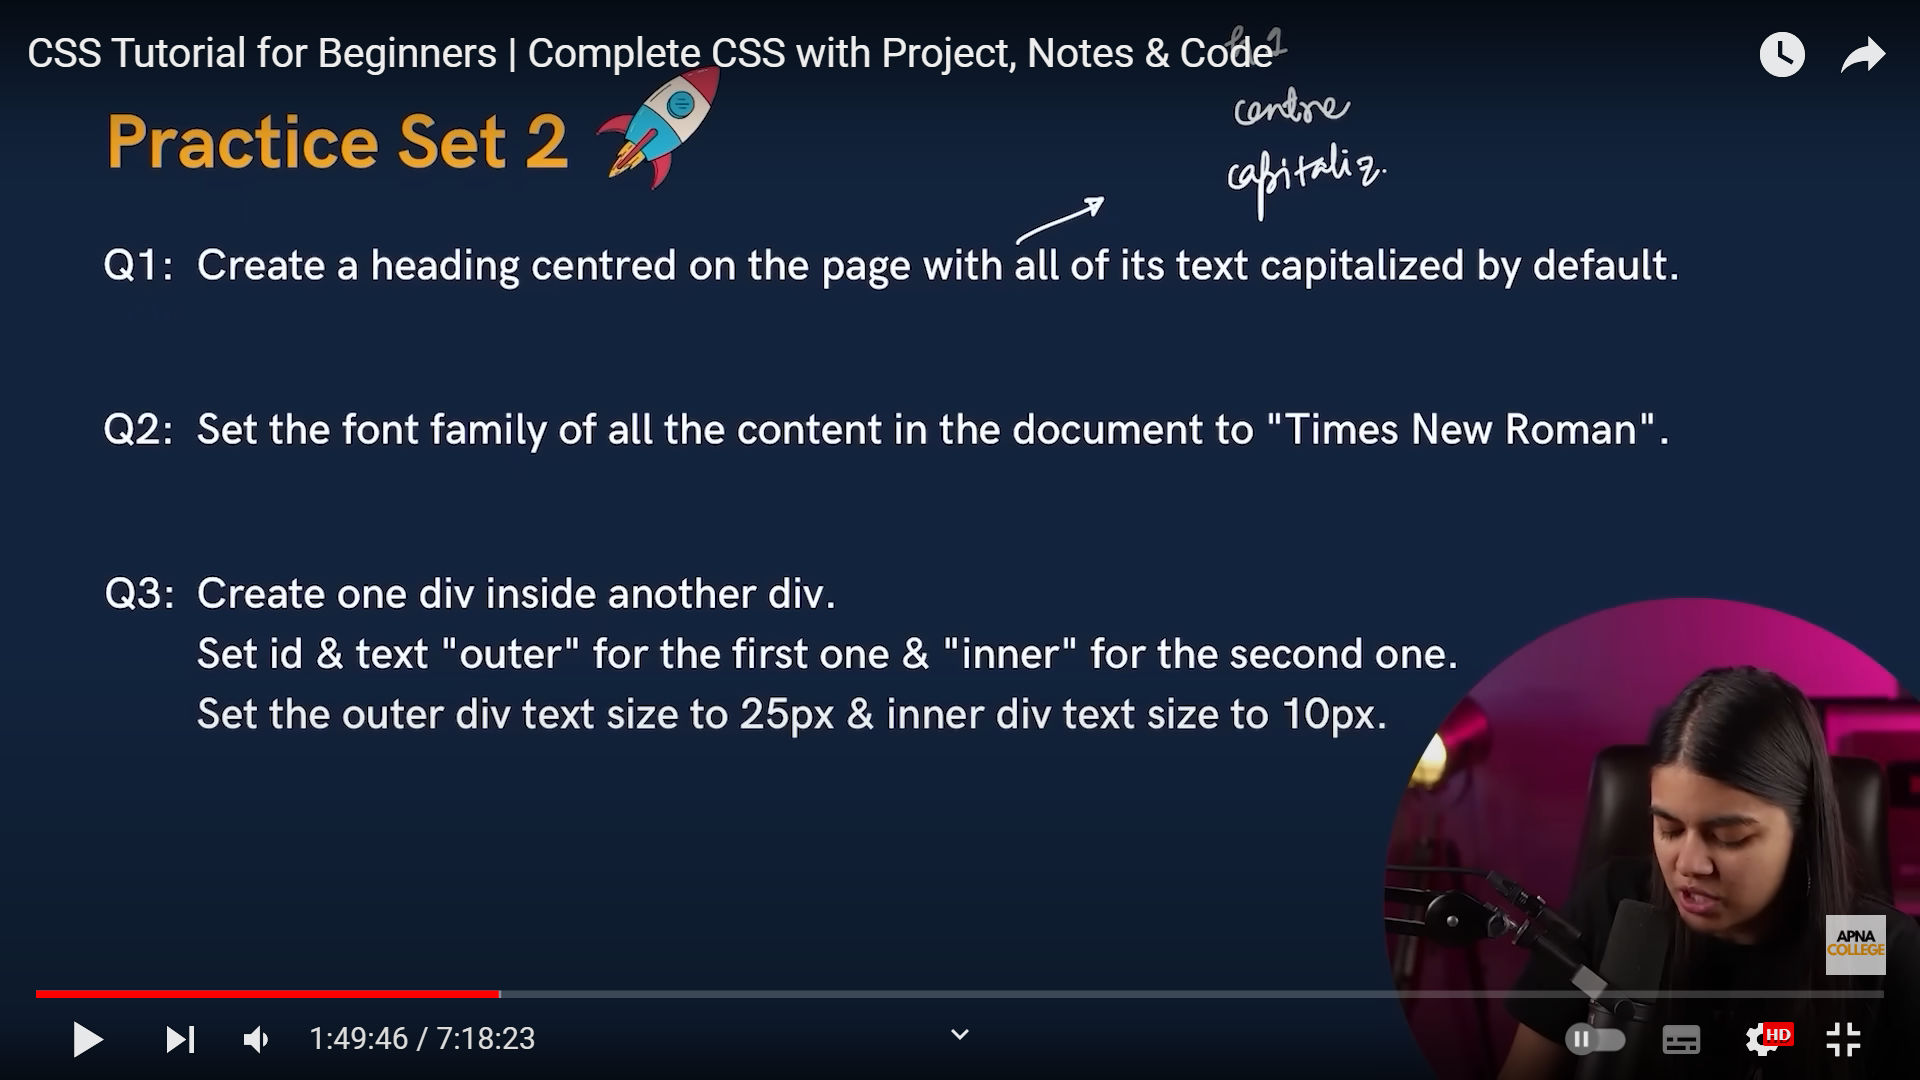 CSS Tutorial for Beginners | Complete CSS with Project, Notes & Code
centre
Practice Set 2
capitaliz.
Q1: Create a heading centred on the page with all of its text capitalized by default.
Q2: Set the font family of all the content in the document to "Times New Roman".
Q3: Create one div inside another div.
Set id & text "outer" for the first one & "inner" for the second one.
Set the outer div text size to 25px & inner div text size to 10px.
APNA
COLLEGE
1:49:46 / 7:18:23
HD